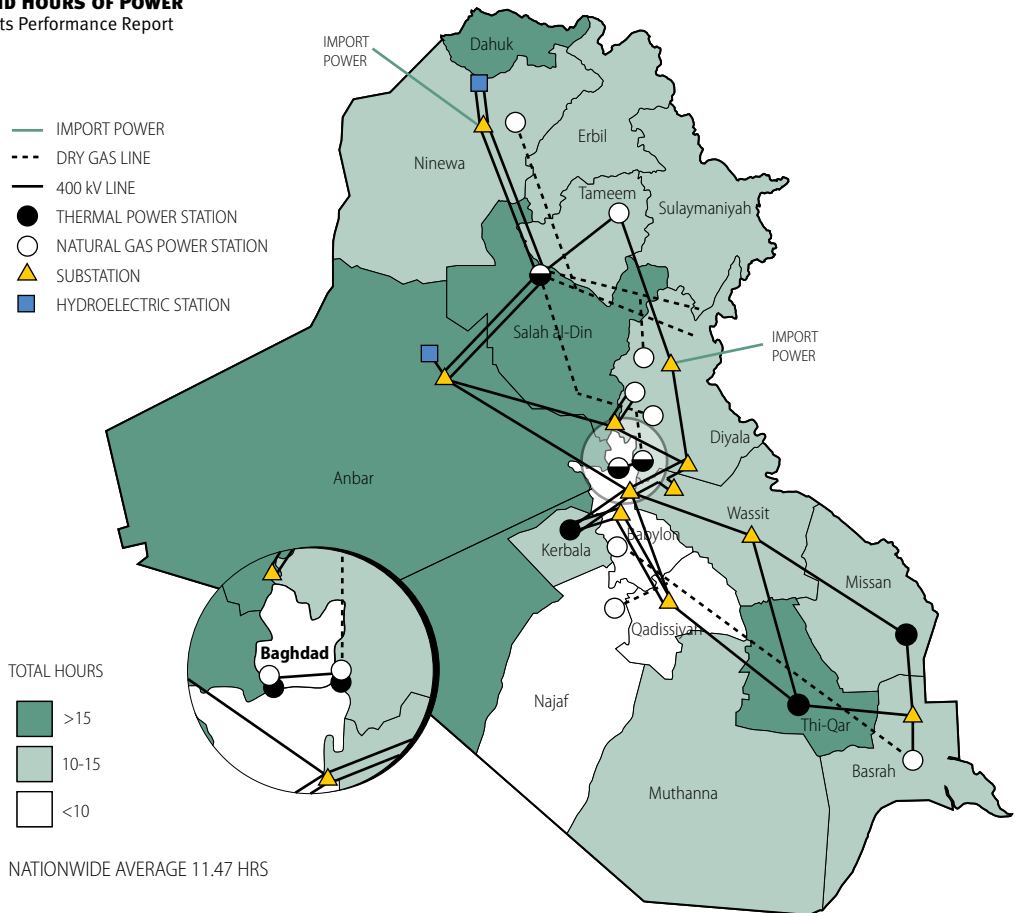 HOURS OF POWER
ts Performance Report
IMPORT
POWER
IMPORT POWER
DRY GAS LINE
400 kV LINE
THERMAL POWER STATION
NATURAL GAS POWER STATION
SUBSTATION
HYDROELECTRIC STATION
Dahuk
Ninewa
Erbil
Tameem
Sulaymaniyah
Salah al-Din
IMPORT
POWER
Diyala
Anbar
Wassit
Babylon
Kerbala
Missan
Qadissiyah
Baghdad
Najaf
Thi-Qar
Basrah
Muthanna
TOTAL HOURS
>15
10-15
<10
NATIONWIDE AVERAGE 11.47 HRS